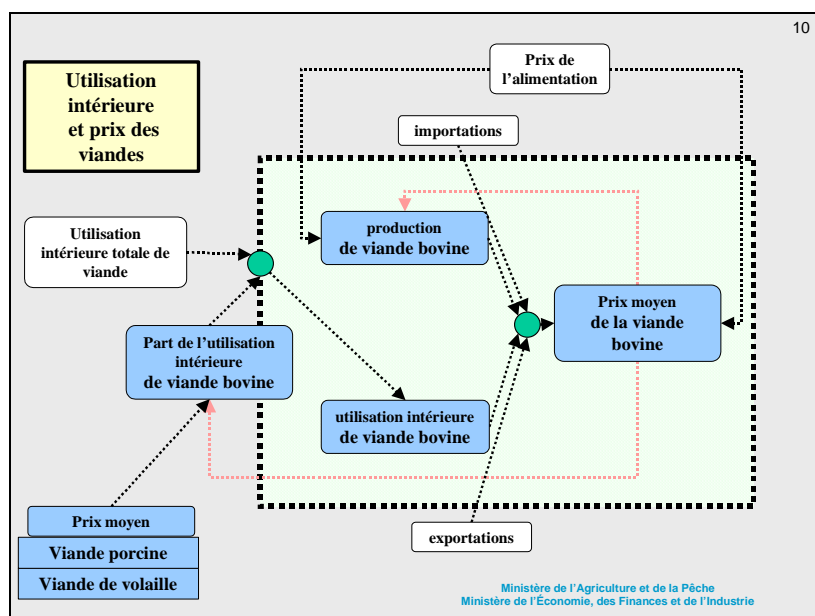 10
Utilisation
intérieure
et prix des
viandes
Prix de
l'alimentation
importations
Utilisation
intérieure totale de
viande
production
de viande bovine
Prix moyen
de la viande
bovine
Part de l'utilisation
intérieure
de viande bovine
utilisation intérieure
de viande bovine
Prix moyen
Viande porcine
Viande de volaille
exportations
Ministère de l'Agriculture et de la Pêche
Ministère de l'Économie, des Finances et de l'Industrie